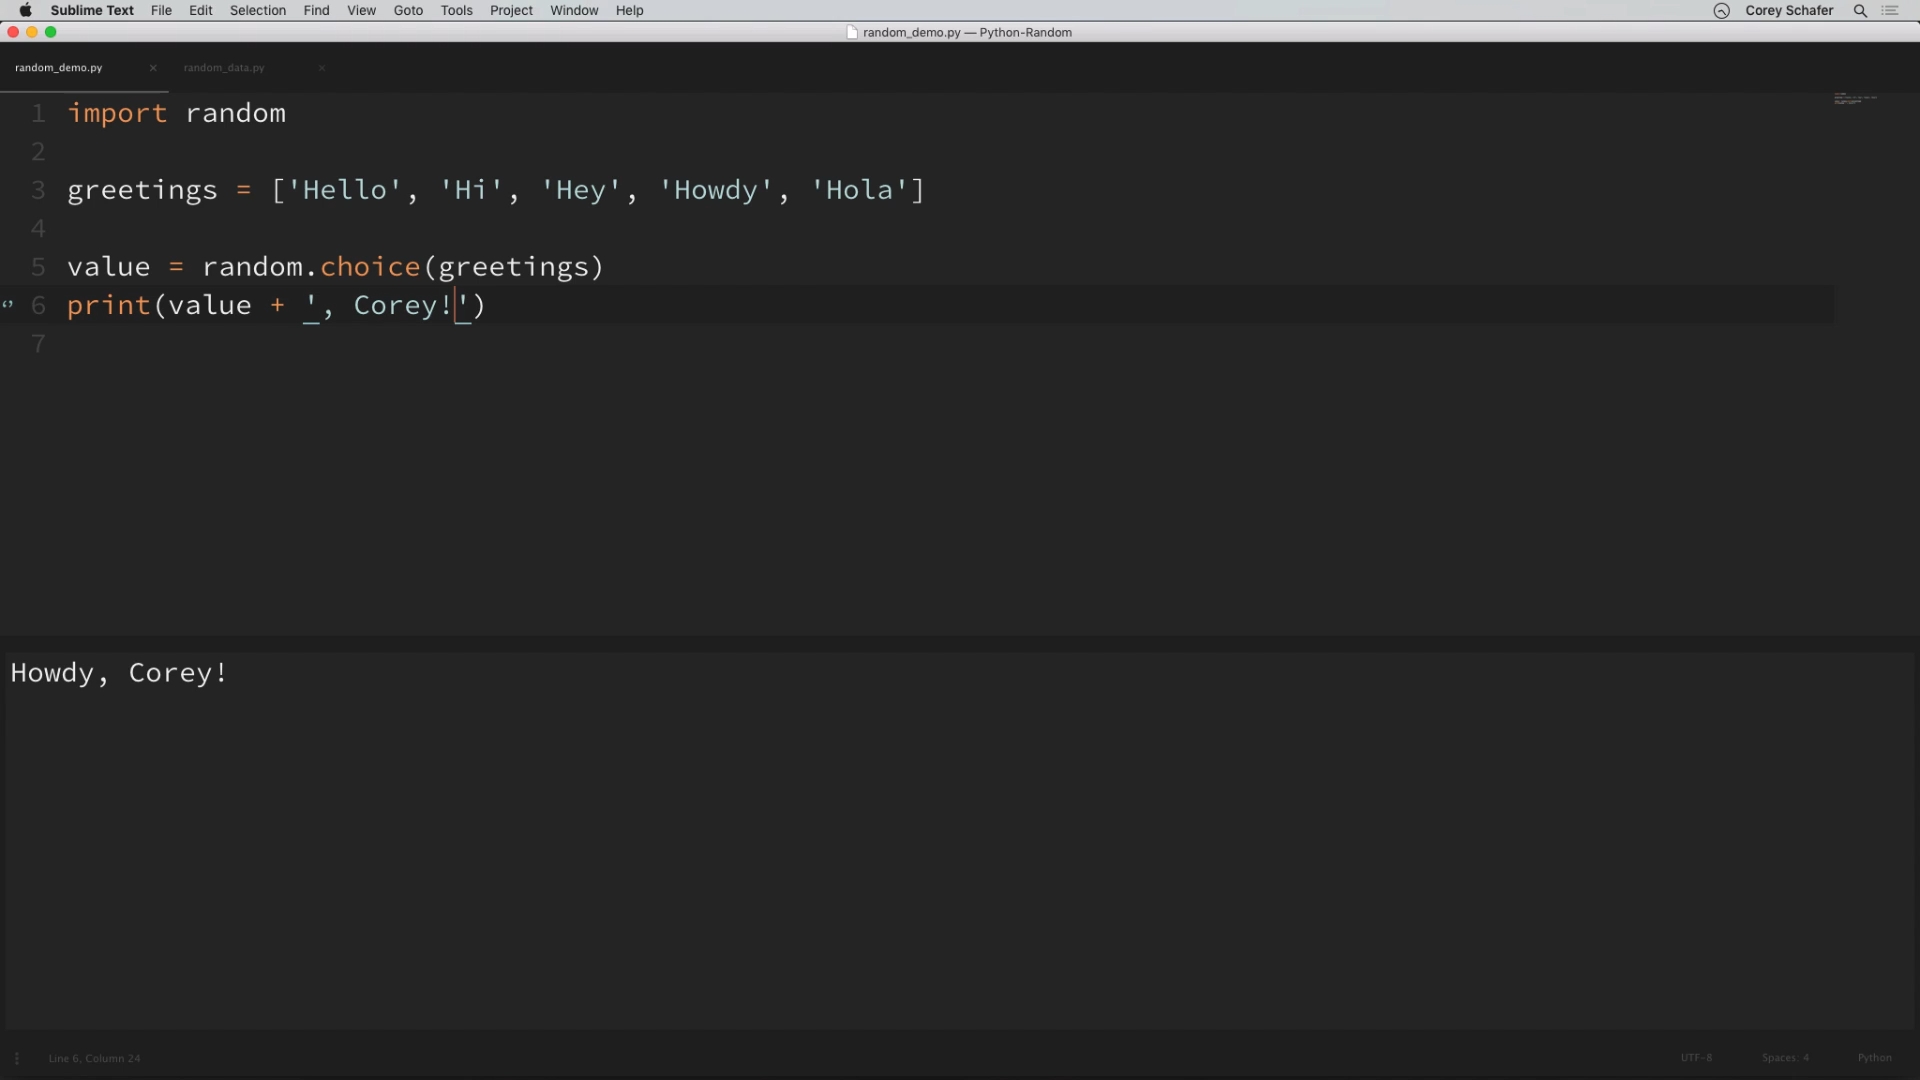 Sublime Text File Edit Selection Find View Goto Tools Project Window Help Corey Schafer
random_demo.py — Python-Random
random_demo.py × random_data.py ×
1 import random
2
3 greetings = ['Hello', 'Hi', 'Hey', 'Howdy', 'Hola']
4
5 value = random.choice(greetings)
6 print(value + ', Corey!')
7
Howdy, Corey!
Line 6, Column 24 UTF-8 Spaces: 4 Python